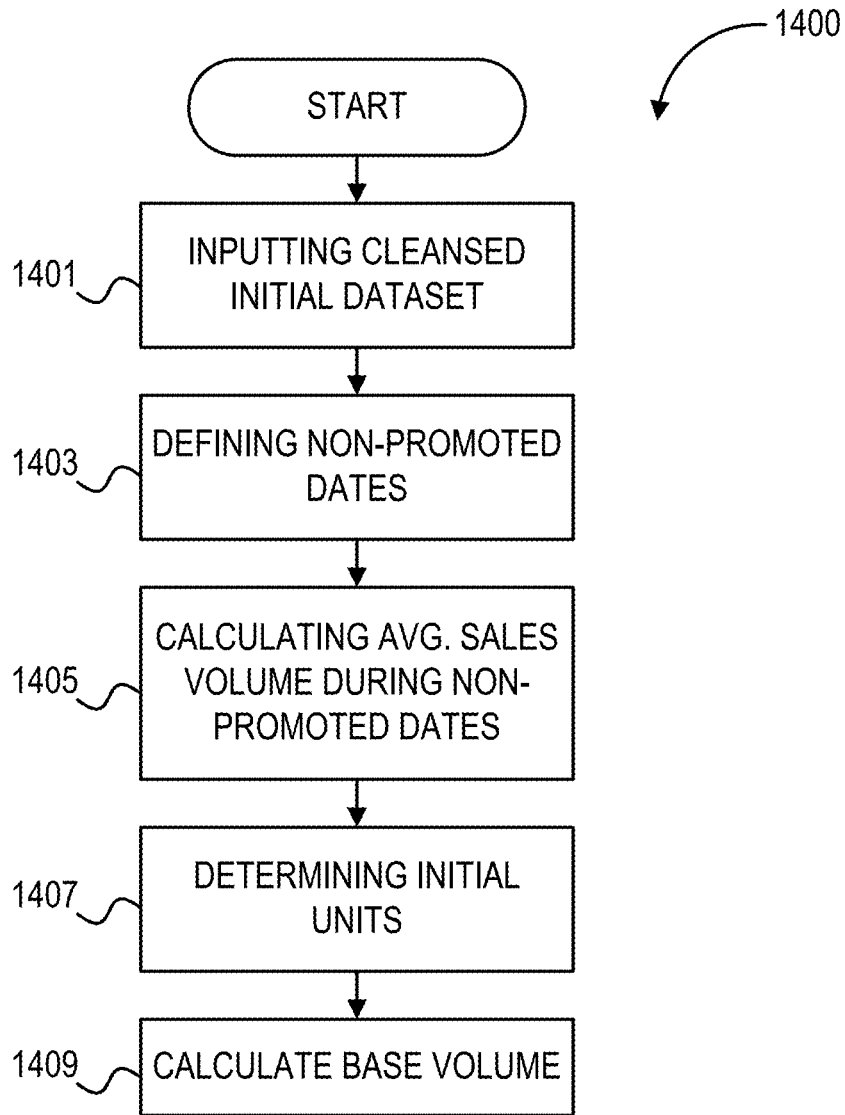 1400
START
1401
INPUTTING CLEANSED
INITIAL DATASET
1403
DEFINING NON-PROMOTED
DATES
1405
CALCULATING AVG. SALES
VOLUME DURING NON-
PROMOTED DATES
1407
DETERMINING INITIAL
UNITS
1409
CALCULATE BASE VOLUME